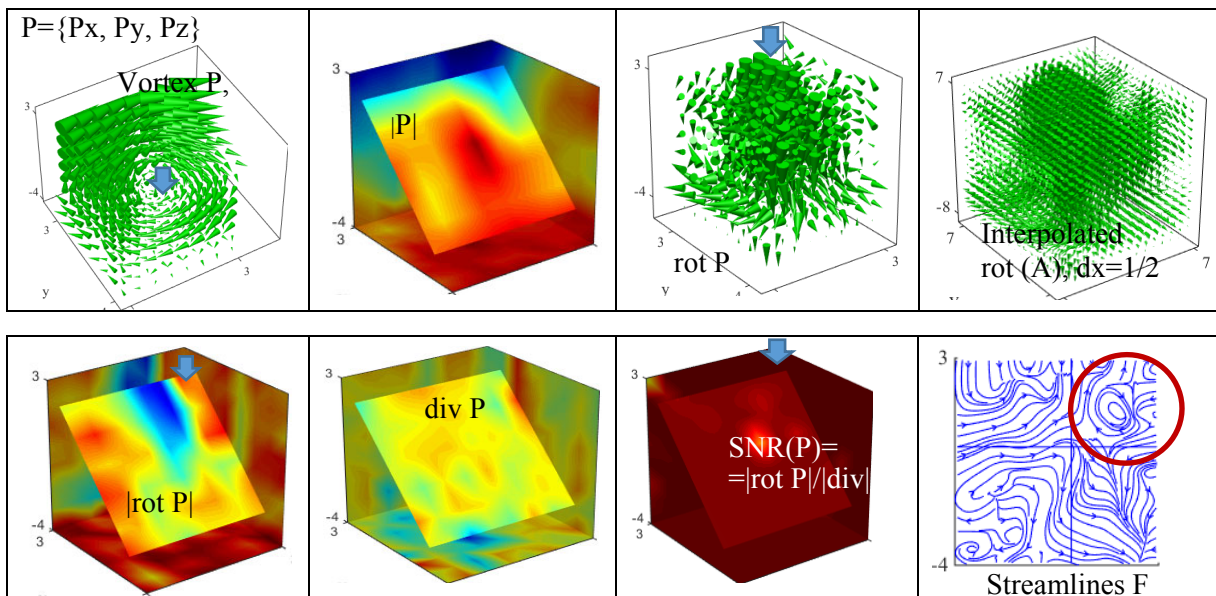 P={Px, Py, Pz}
Vortex P,
3
-4
3
3
y
-4
3
|P|
-4
3
3
-4
3
rot P
3
y
4
7
-8
7
Interpolated
rot (A), dx=1/2
7
3
|rot P|
-4
3
3
div P
-4
3
3
SNR(P)=
=|rot P|/|div|
-4
3
3
-4
Streamlines F